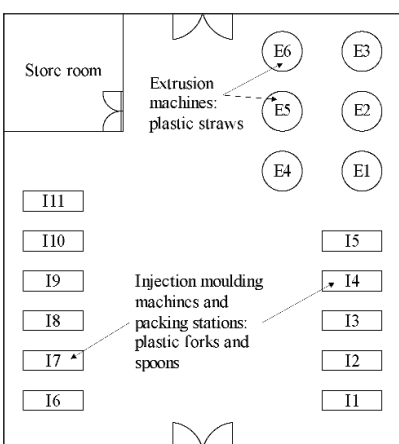 E6
E3
Store room
Extrusion
machines:
plastic straws
E5
E2
E4
E1
I11
I10
I5
I9
Injection moulding
machines and
packing stations:
plastic forks and
spoons
I4
I8
I3
I7
I2
I6
I1